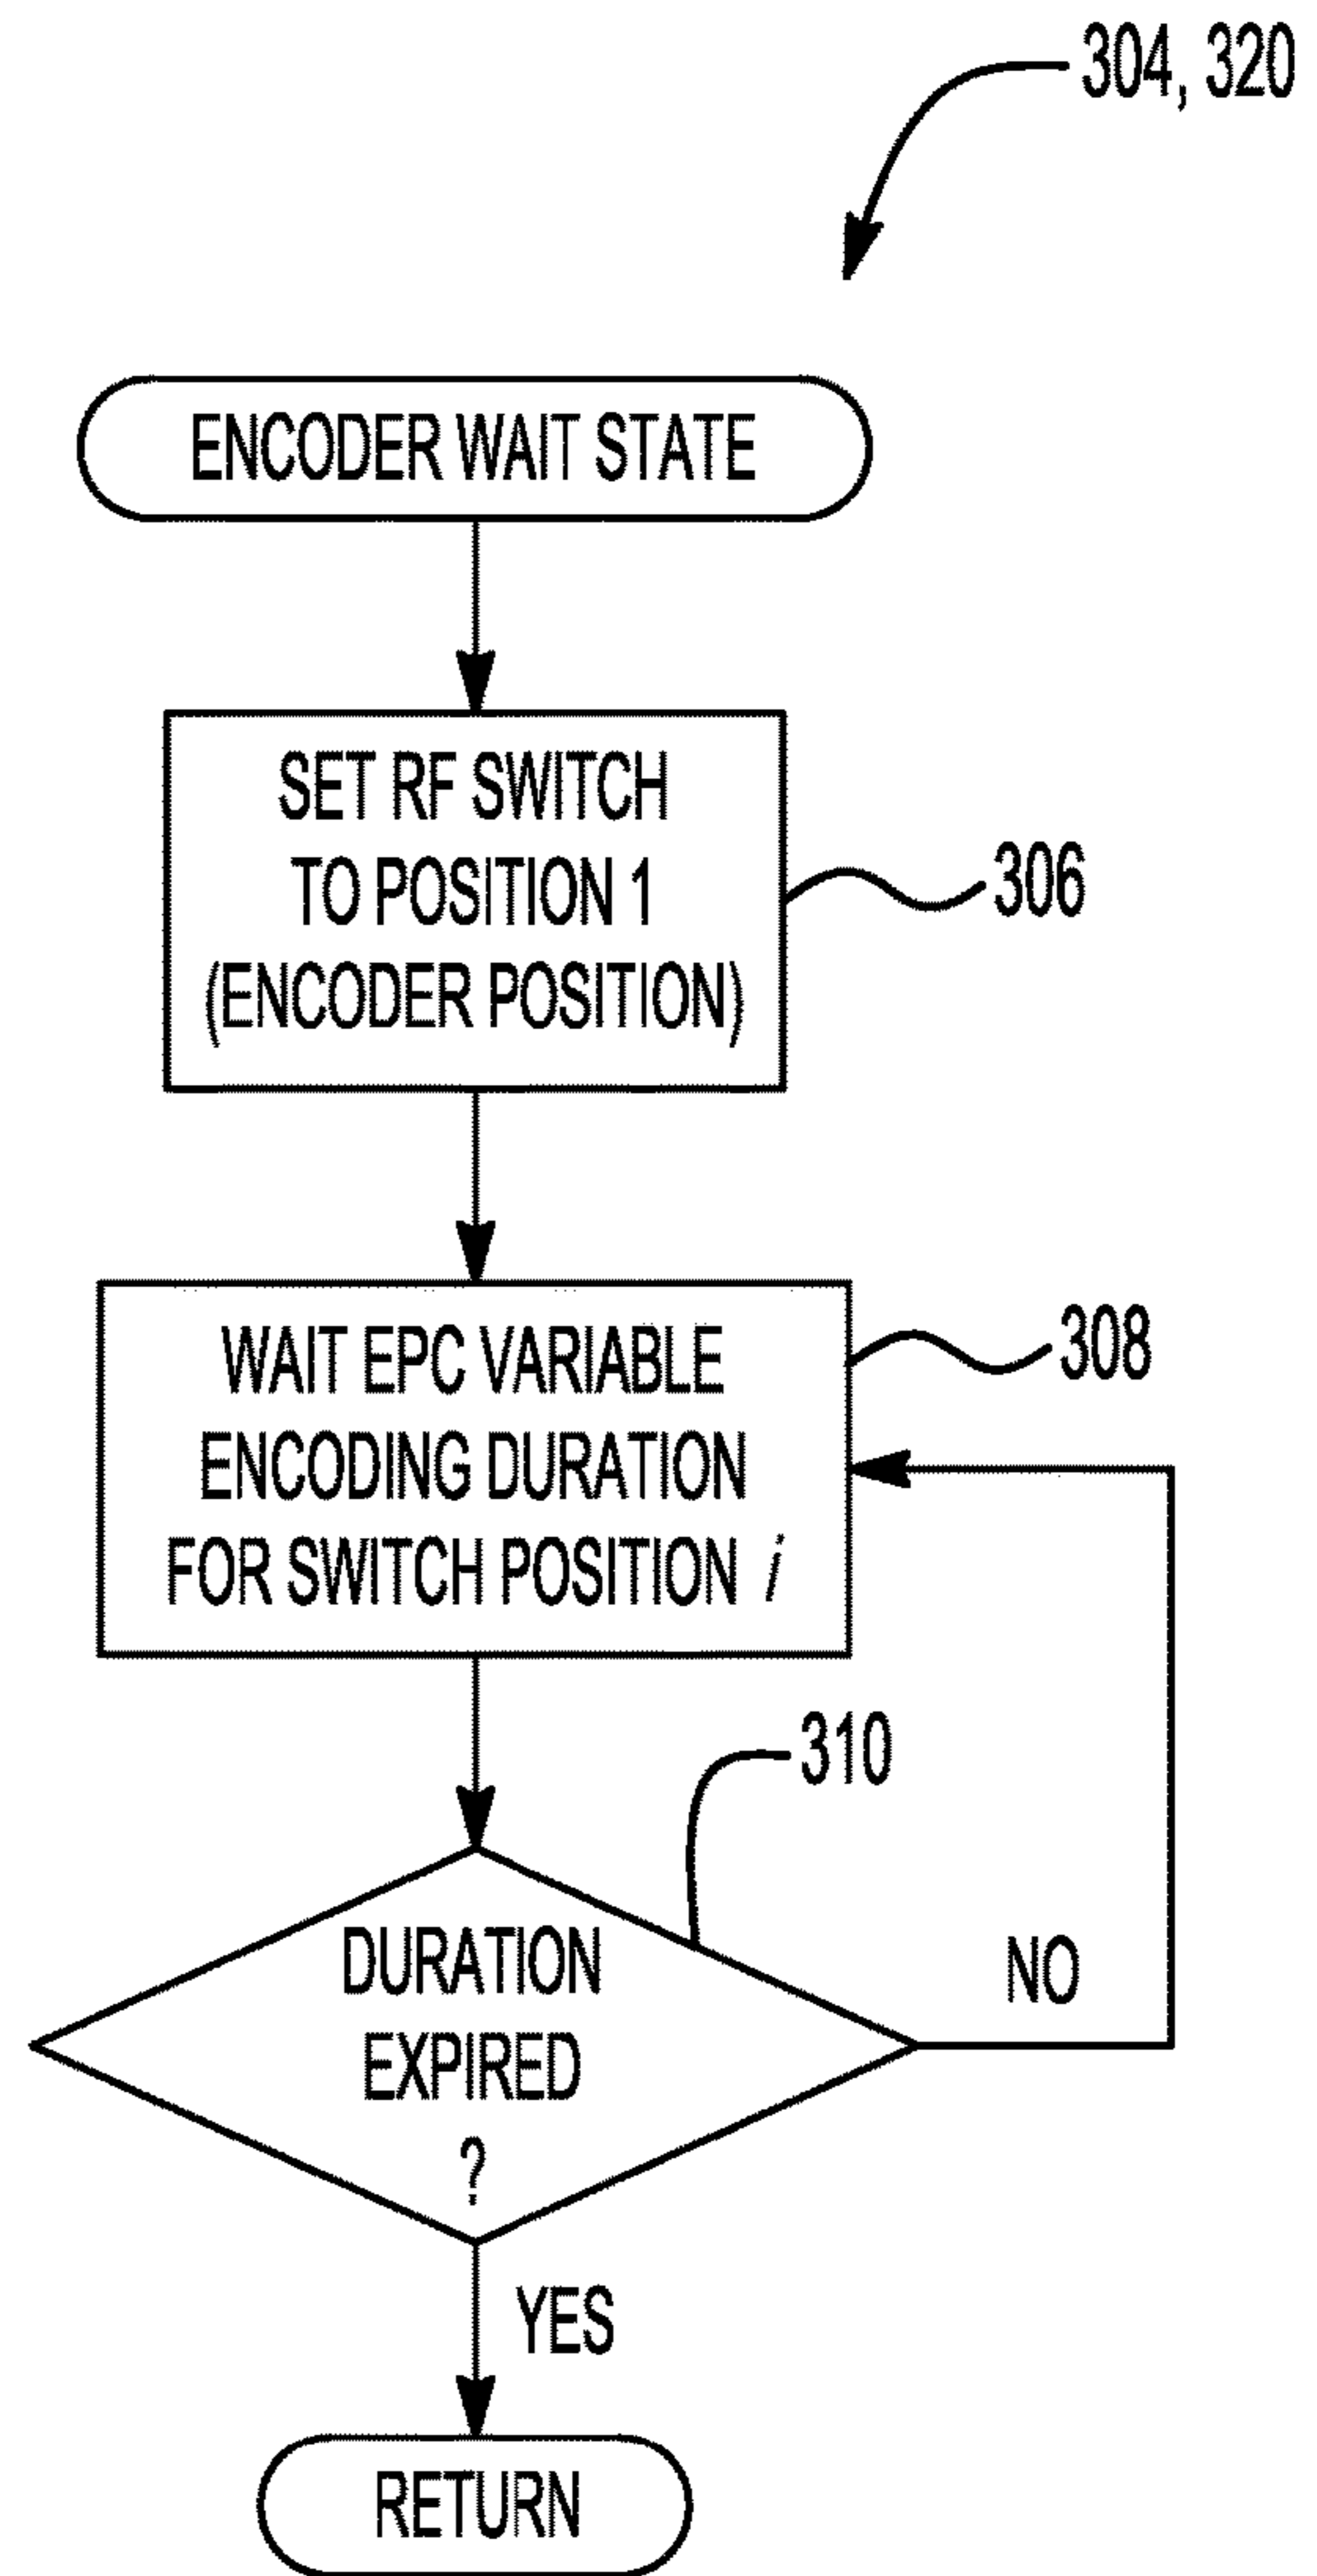 304, 320
ENCODER WAIT STATE
SET RF SWITCH
TO POSITION 1
(ENCODER POSITION)
306
WAIT EPC VARIABLE
ENCODING DURATION
FOR SWITCH POSITION i
308
310
DURATION
EXPIRED
?
NO
YES
RETURN